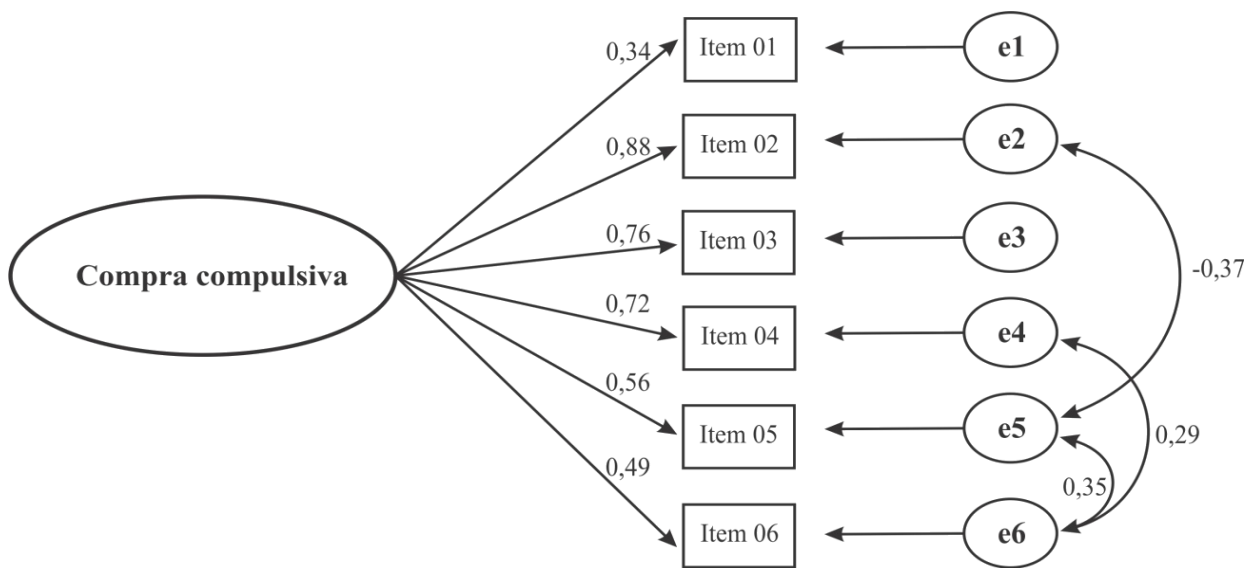 0,34
Item 01
e1
0,88
Item 02
e2
0,76
Item 03
e3
Compra compulsiva
-0,37
0,72
Item 04
e4
0,56
Item 05
e5
0,29
0,49
0,35
Item 06
e6